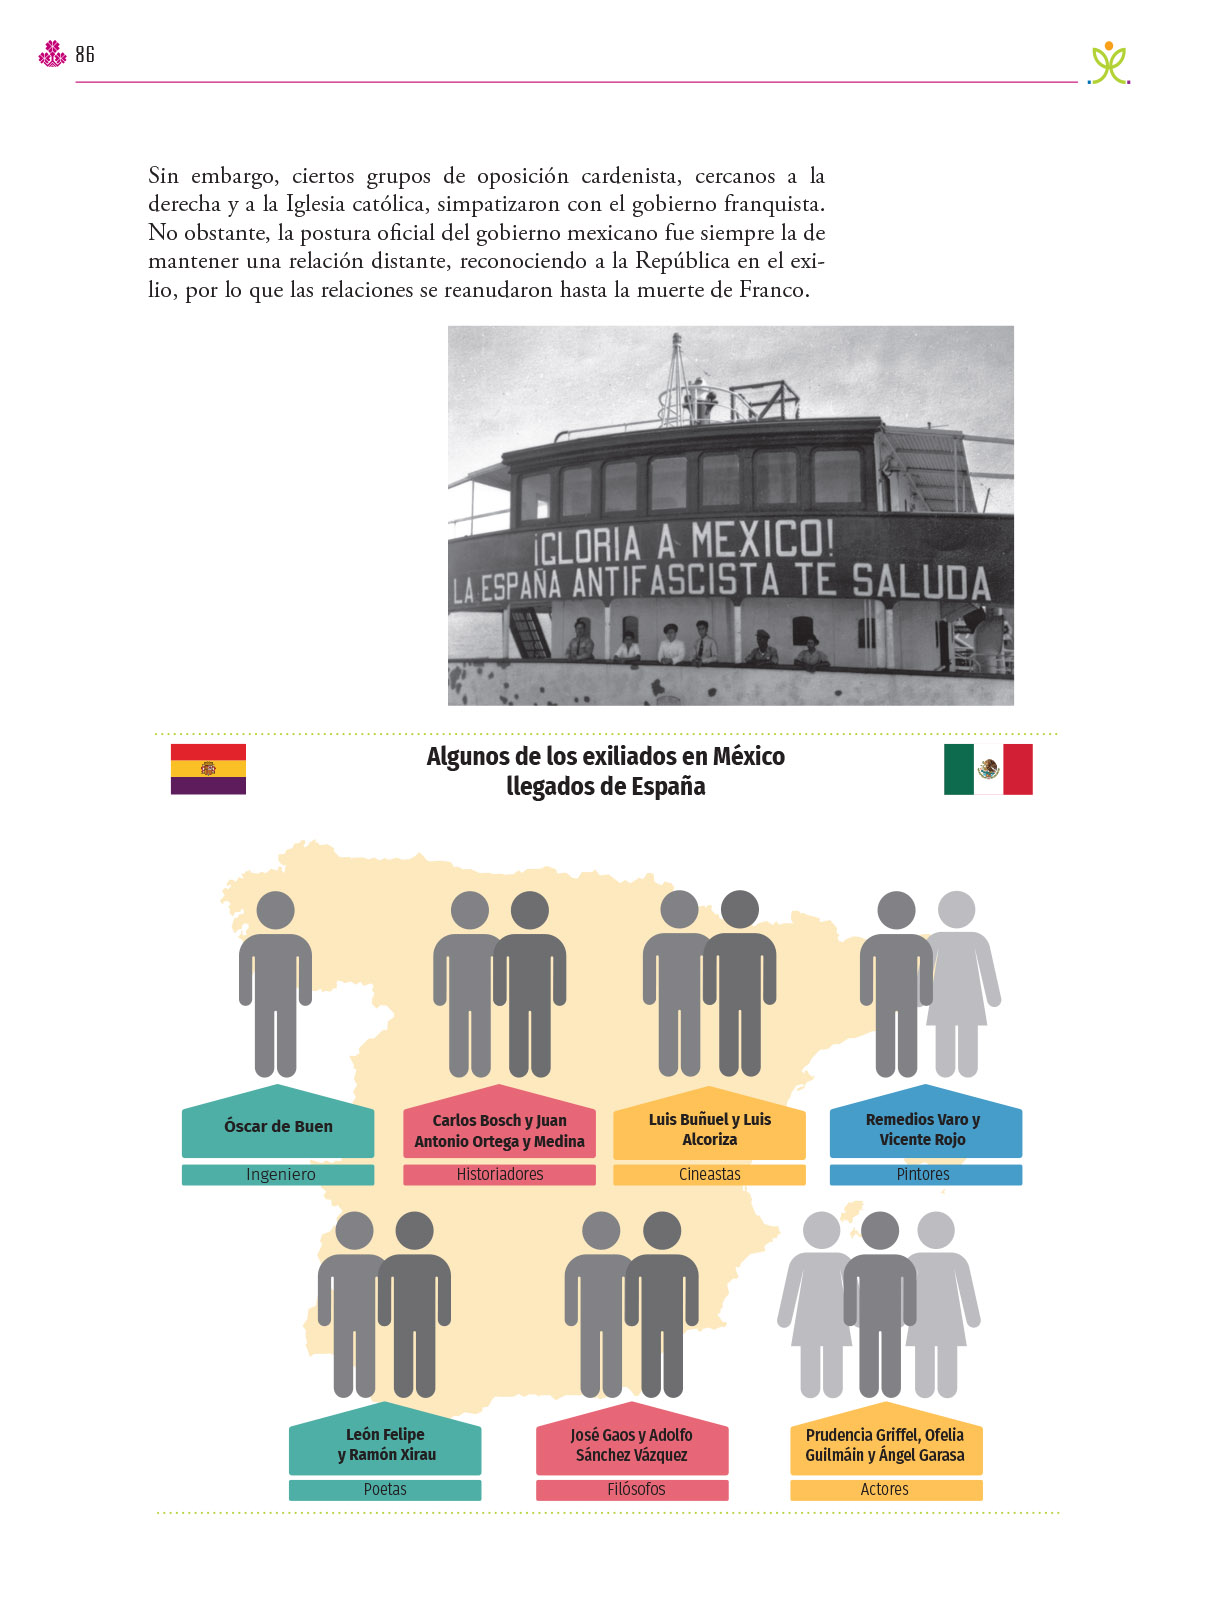 86
Sin embargo, ciertos grupos de oposición cardenista, cercanos a la
derecha y a la Iglesia católica, simpatizaron con el gobierno franquista.
No obstante, la postura oficial del gobierno mexicano fue siempre la de
mantener una relación distante, reconociendo a la República en el exi-
lio, por lo que las relaciones se reanudaron hasta la muerte de Franco.
¡GLORIA A MEXICO!
LA ESPAÑA ANTIFASCISTA TE SALUDA
Algunos de los exiliados en México
llegados de España
Óscar de Buen
Ingeniero
Carlos Bosch y Juan
Antonio Ortega y Medina
Historiadores
Luis Buñuel y Luis
Alcoriza
Cineastas
Remedios Varo y
Vicente Rojo
Pintores
León Felipe
y Ramón Xirau
Poetas
José Gaos y Adolfo
Sánchez Vázquez
Filósofos
Prudencia Griffel, Ofelia
Guilmáin y Ángel Garasa
Actores